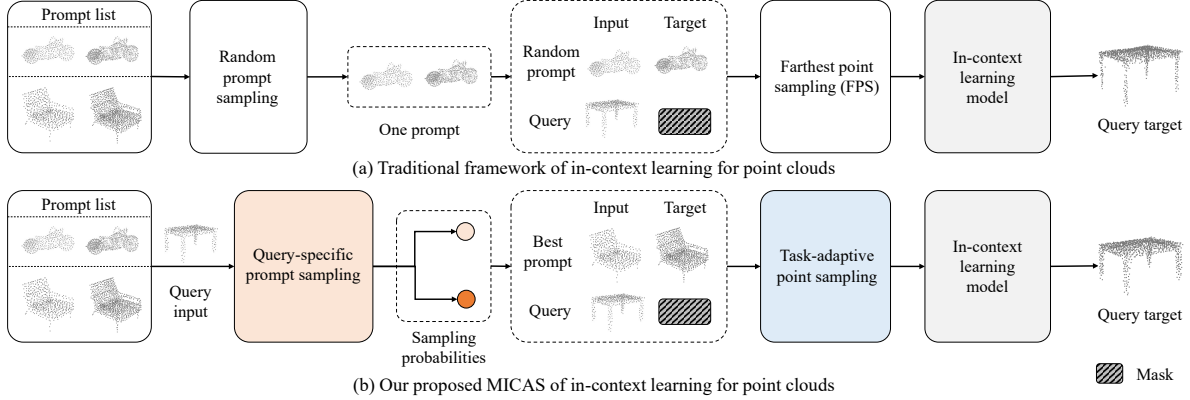 Prompt list
Random
prompt
sampling
One prompt
Input Target
Random
prompt
Query
Farthest point
sampling (FPS)
In-context
learning
model
Query target
(a) Traditional framework of in-context learning for point clouds
Prompt list
Query
input
Query-specific
prompt sampling
Sampling
probabilities
Input Target
Best
prompt
Query
Task-adaptive
point sampling
In-context
learning
model
Query target
(b) Our proposed MICAS of in-context learning for point clouds
Mask